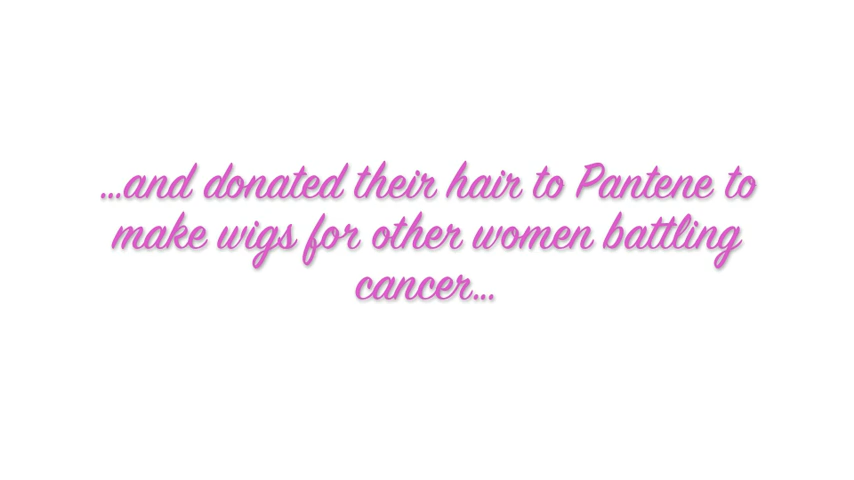 ...and donated their hair to Pantene to
make wigs for other women battling
cancer...